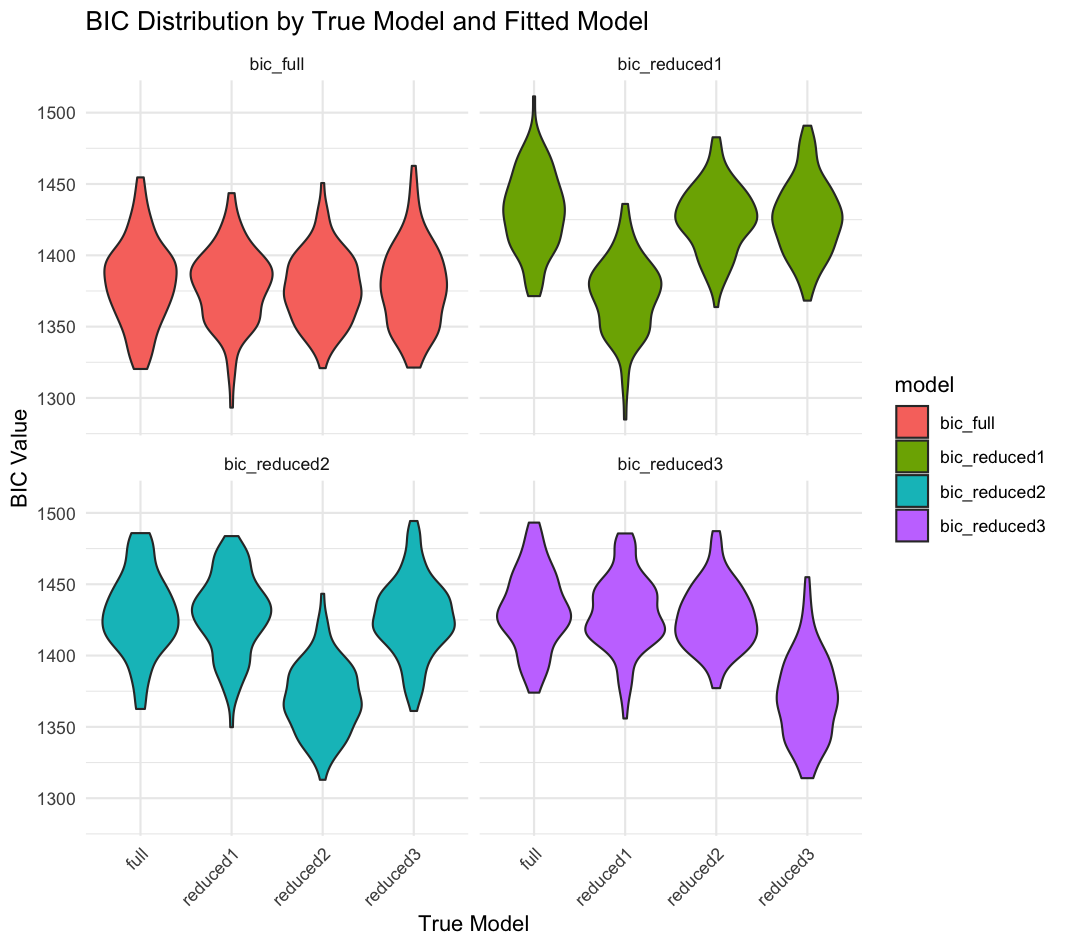 BIC Distribution by True Model and Fitted Model
bic_full
bic_reduced1
1500
1450
1400
1350
1300
bic_reduced2
bic_reduced3
1500
1450
1400
1350
1300
full
reduced1
reduced2
reduced3
full
reduced1
reduced2
reduced3
True Model
BIC Value
model
bic_full
bic_reduced1
bic_reduced2
bic_reduced3